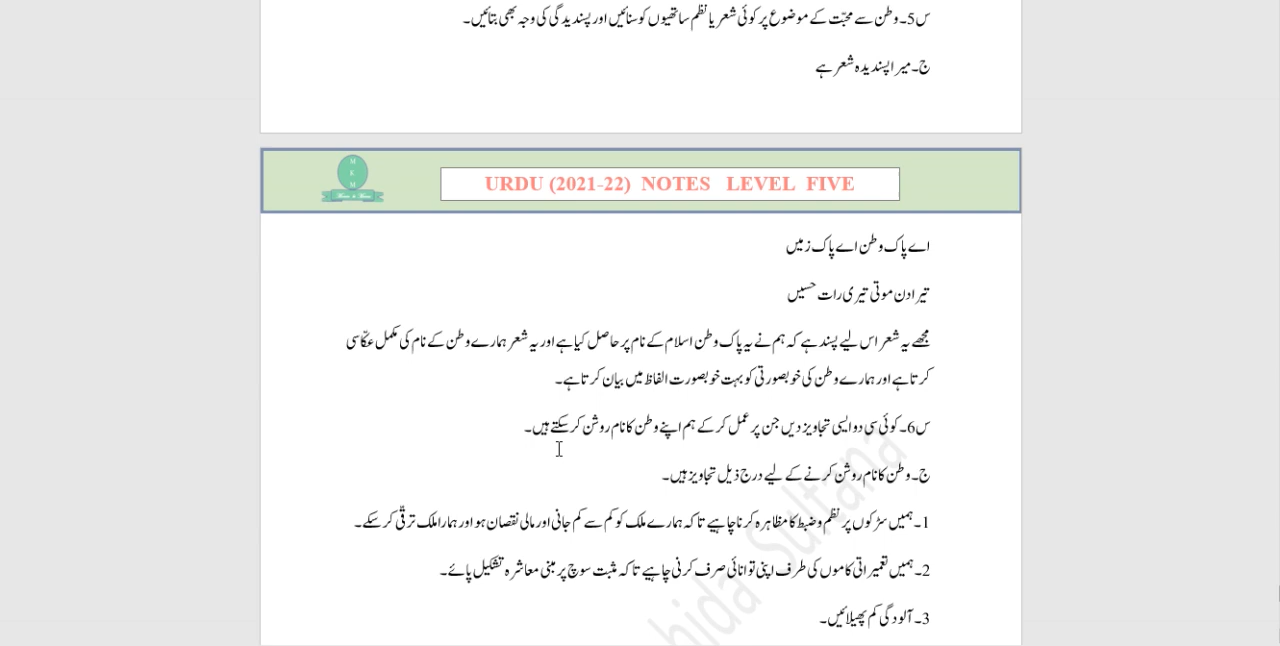 س5۔ وطن سے محبّت کے موضوع پر کوئی شعر یا نظم ساتھیوں کو سنائیں اور پسندیدگی کی وجہ بھی بتائیں۔
ج۔ میرا پسندیدہ شعر ہے
M
K
M
URDU (2021-22) NOTES LEVEL FIVE
اے پاک وطن اے پاک زمیں
تیرا دن موتی تیری رات حسیں
مجھے یہ شعر اس لیے پسند ہے کہ ہم نے یہ پاک وطن اسلام کے نام پر حاصل کیا ہے اور یہ شعر ہمارے وطن کے نام کی مکمل عکّاسی
کرتا ہے اور ہمارے وطن کی خوبصورتی کو بہت خوبصورت الفاظ میں بیان کرتا ہے۔
س6۔ کوئی سی دو ایسی تجاویز دیں جن پر عمل کر کے ہم اپنے وطن کا نام روشن کر سکتے ہیں۔
ج۔ وطن کا نام روشن کرنے کے لیے درج ذیل تجاویز ہیں۔
1۔ ہمیں سڑکوں پر نظم و ضبط کا مظاہرہ کرنا چاہیے تاکہ ہمارے ملک کو کم سے کم جانی اور مالی نقصان ہو اور ہمارا ملک ترقّی کر سکے۔
2۔ ہمیں تعمیراتی کاموں کی طرف اپنی توانائی صرف کرنی چاہیے تاکہ مثبت سوچ پر مبنی معاشرہ تشکیل پائے۔
3۔ آلودگی کم پھیلائیں۔
hida Sultana